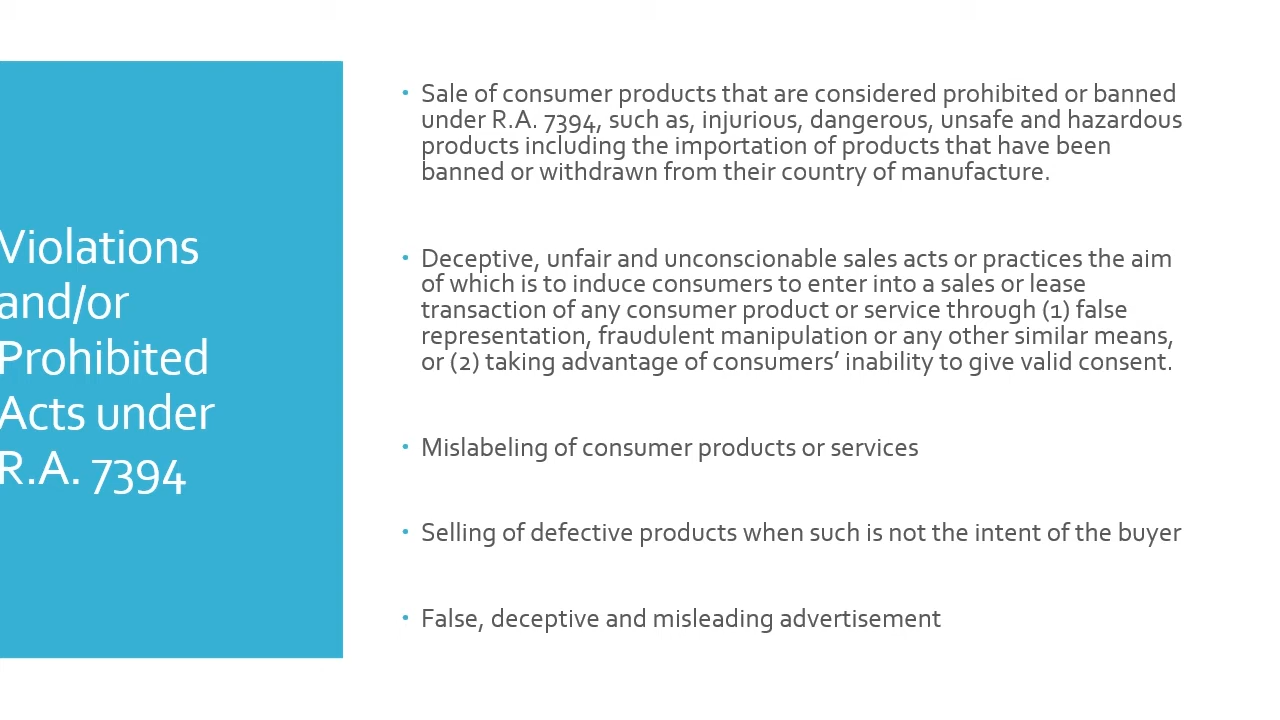 Violations
and/or
Prohibited
Acts under
R.A. 7394
• Sale of consumer products that are considered prohibited or banned
under R.A. 7394, such as, injurious, dangerous, unsafe and hazardous
products including the importation of products that have been
banned or withdrawn from their country of manufacture.
• Deceptive, unfair and unconscionable sales acts or practices the aim
of which is to induce consumers to enter into a sales or lease
transaction of any consumer product or service through (1) false
representation, fraudulent manipulation or any other similar means,
or (2) taking advantage of consumers’ inability to give valid consent.
• Mislabeling of consumer products or services
• Selling of defective products when such is not the intent of the buyer
• False, deceptive and misleading advertisement